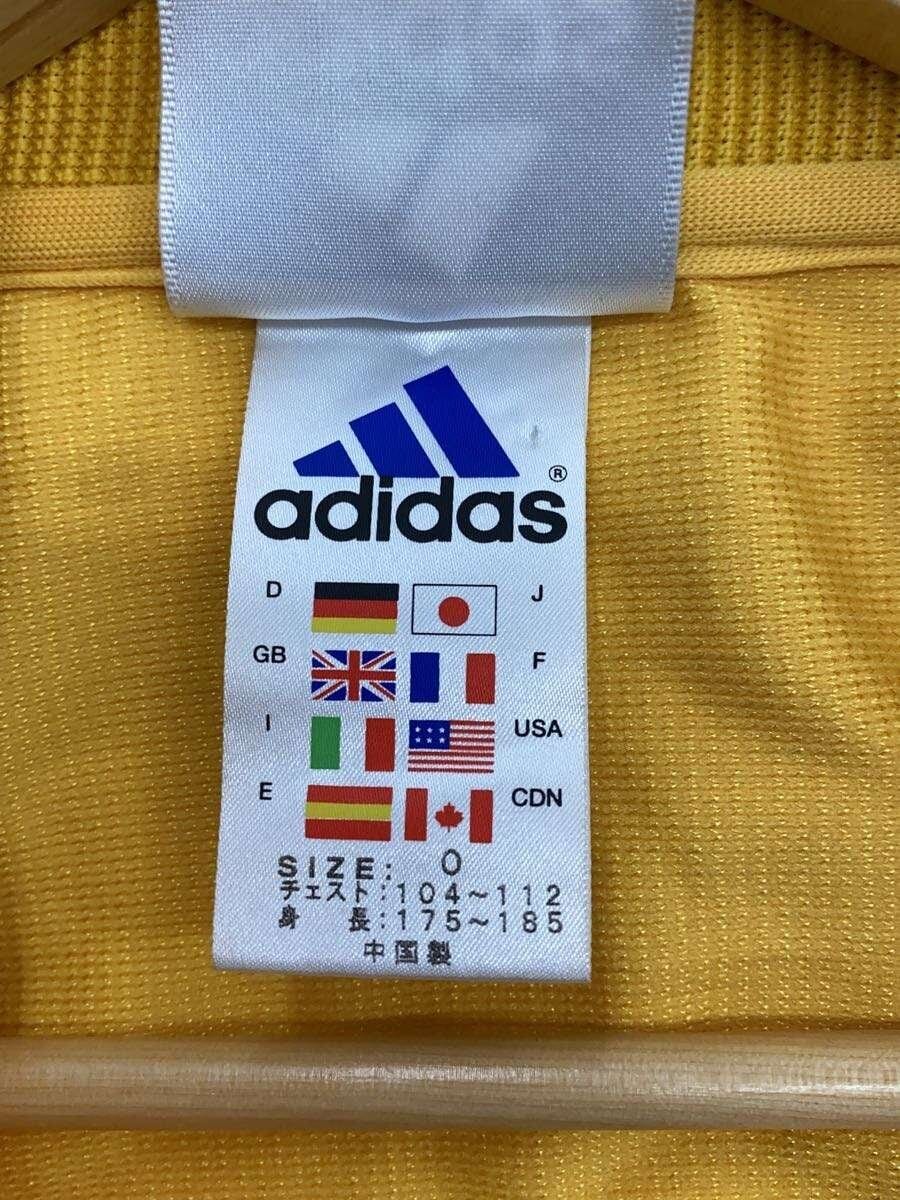 adidas®
D J
GB F
I USA
E CDN
SIZE: O
チェスト:104~112
身 長:175~185
中国製